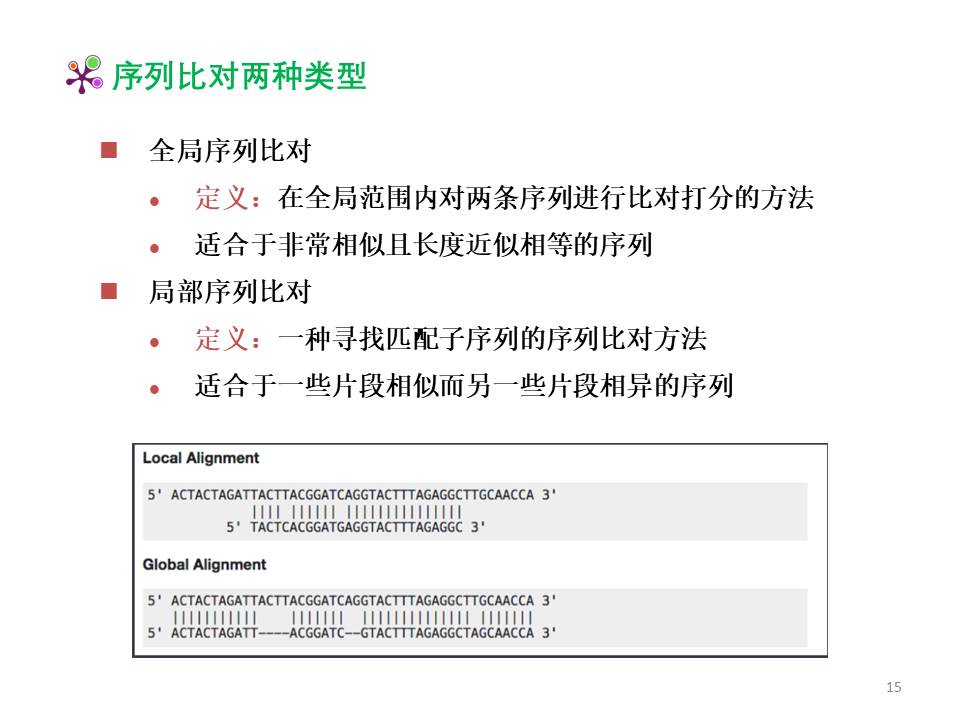 序列比对两种类型
全局序列比对
定义：在全局范围内对两条序列进行比对打分的方法
适合于非常相似且长度近似相等的序列
局部序列比对
定义：一种寻找匹配子序列的序列比对方法
适合于一些片段相似而另一些片段相异的序列
Local Alignment
5' ACTACTAGATTACTTACGGATCAGGTACTTTAGAGGCTTGCAACCA 3'
|||| |||||| |||||||||||||||
5' TACTCACGGATGAGGTACTTTAGAGGC 3'
Global Alignment
5' ACTACTAGATTACTTACGGATCAGGTACTTTAGAGGCTTGCAACCA 3'
||||||||||| ||||||| |||||||||||||| |||||||
5' ACTACTAGATT----ACGGATC--GTACTTTAGAGGCTAGCAACCA 3'
15